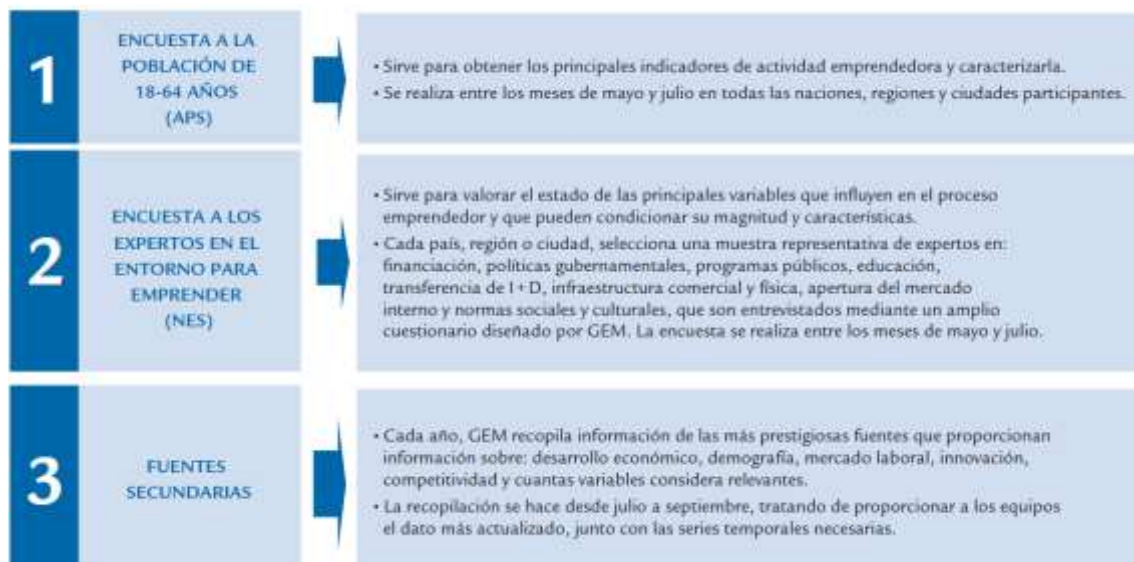 1
ENCUESTA A LA
POBLACIÓN DE
18-64 AÑOS
(APS)
• Sirve para obtener los principales indicadores de actividad emprendedora y caracterizarla.
• Se realiza entre los meses de mayo y julio en todas las naciones, regiones y ciudades participantes.
2
ENCUESTA A LOS
EXPERTOS EN EL
ENTORNO PARA
EMPRENDER
(NES)
• Sirve para valorar el estado de las principales variables que influyen en el proceso
emprendedor y que pueden condicionar su magnitud y características.
• Cada país, región o ciudad, selecciona una muestra representativa de expertos en:
financiación, políticas gubernamentales, programas públicos, educación,
transferencia de I+D, infraestructura comercial y física, apertura del mercado
interno y normas sociales y culturales, que son entrevistados mediante un amplio
cuestionario diseñado por GEM. La encuesta se realiza entre los meses de mayo y julio.
3
FUENTES
SECUNDARIAS
• Cada año, GEM recopila información de las más prestigiosas fuentes que proporcionan
información sobre: desarrollo económico, demografía, mercado laboral, innovación,
competitividad y cuantas variables considera relevantes.
• La recopilación se hace desde julio a septiembre, tratando de proporcionar a los equipos
el dato más actualizado, junto con las series temporales necesarias.